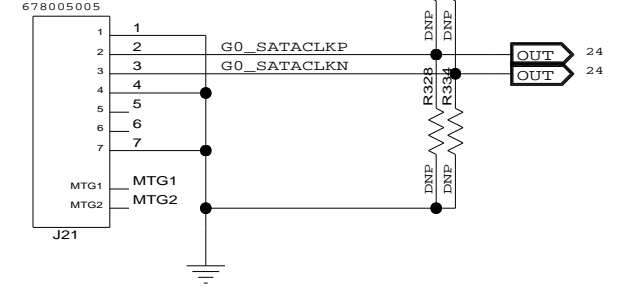 678005005
1 1
2 2 G0_SATACLKP OUT 24
3 3 G0_SATACLKN OUT 24
4 4
5 5
6 6
7 7
MTG1 MTG1
MTG2 MTG2
J21
DNP DNP
R328 R334
DNP DNP